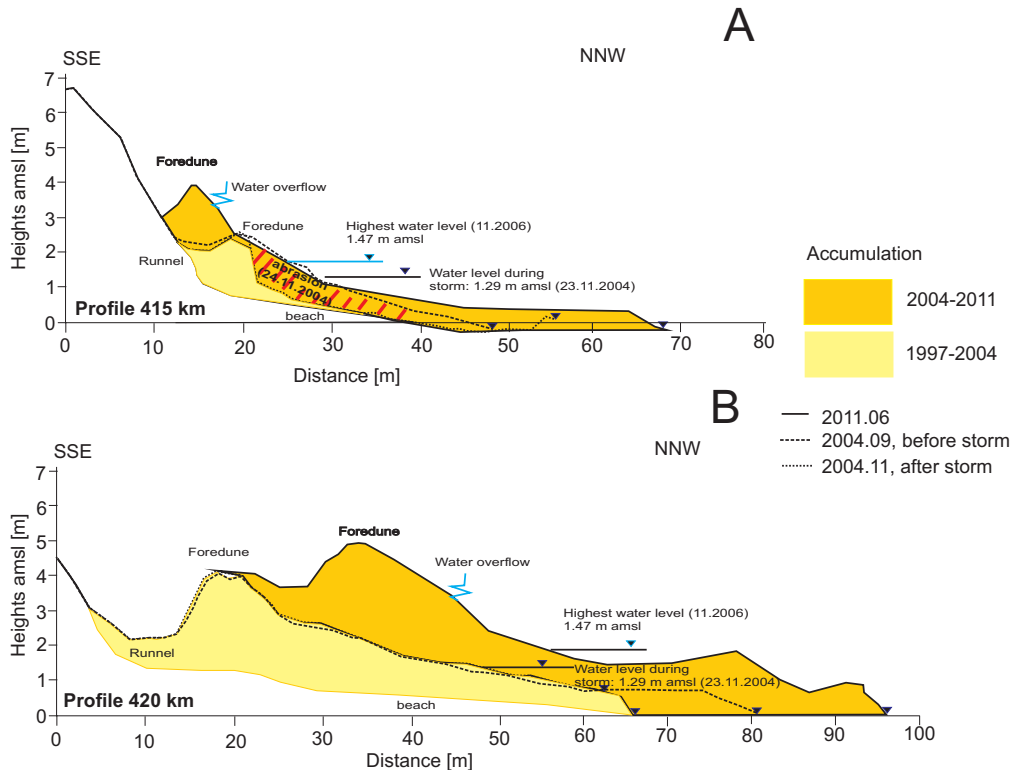 A
SSE
NNW
Heights amsl [m]
7
6
5
4
3
2
1
0
Foredune
Water overflow
Foredune
Highest water level (11.2006)
1.47 m amsl
Runnel
abrasion
(24.11.2004)
Water level during
storm: 1.29 m amsl (23.11.2004)
Profile 415 km
beach
0 10 20 30 40 50 60 70 80
Distance [m]
Accumulation
2004-2011
1997-2004
2011.06
2004.09, before storm
2004.11, after storm
B
SSE
NNW
Heights amsl [m]
7
6
5
4
3
2
1
0
Foredune
Foredune
Water overflow
Highest water level (11.2006)
1.47 m amsl
Runnel
Water level during
storm: 1.29 m amsl (23.11.2004)
Profile 420 km
beach
0 10 20 30 40 50 60 70 80 90 100
Distance [m]